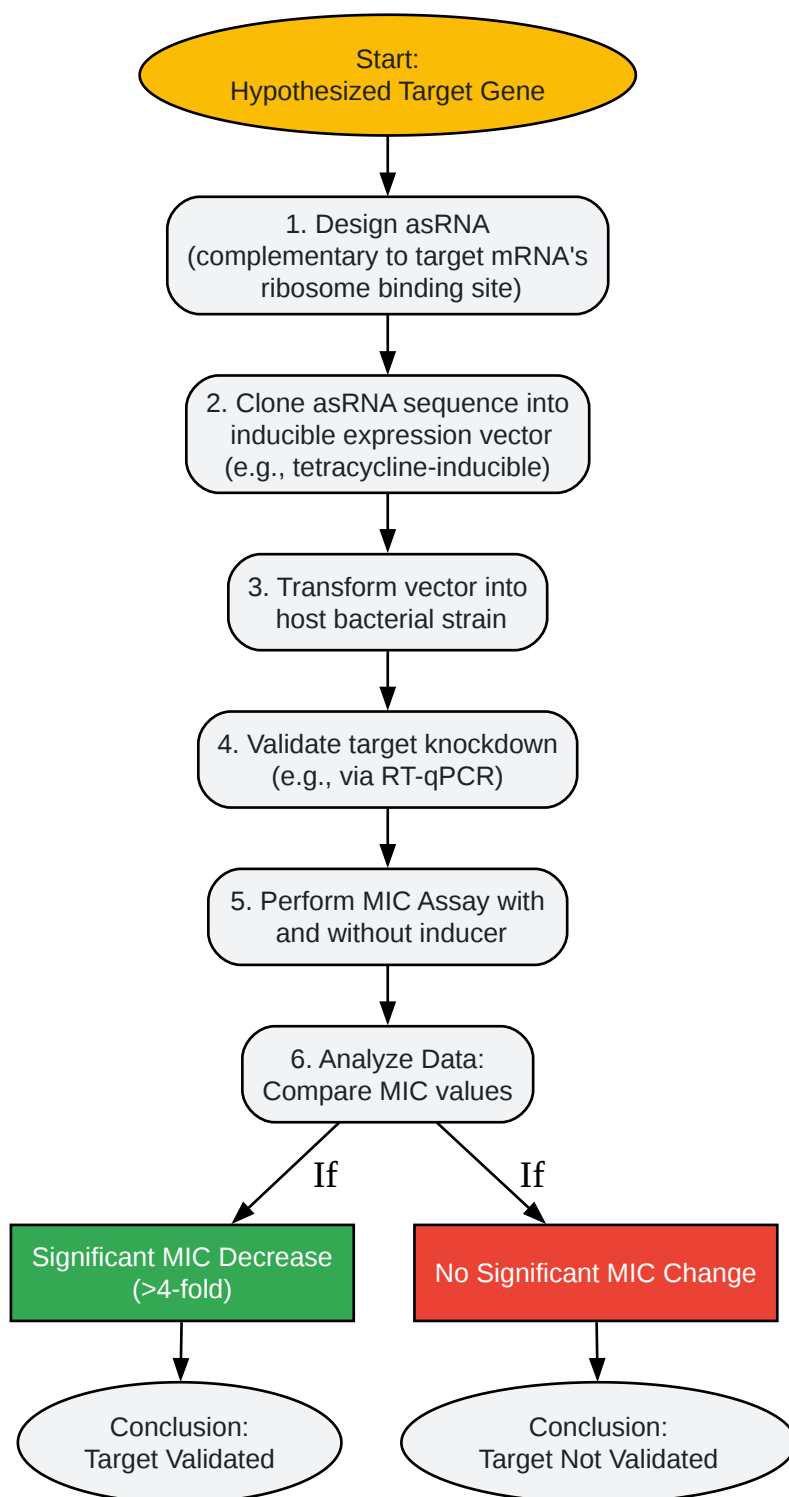 Start:
Hypothesized Target Gene
1. Design asRNA
(complementary to target mRNA's
ribosome binding site)
2. Clone asRNA sequence into
inducible expression vector
(e.g., tetracycline-inducible)
3. Transform vector into
host bacterial strain
4. Validate target knockdown
(e.g., via RT-qPCR)
5. Perform MIC Assay with
and without inducer
6. Analyze Data:
Compare MIC values
If
If
Significant MIC Decrease
(>4-fold)
No Significant MIC Change
Conclusion:
Target Validated
Conclusion:
Target Not Validated